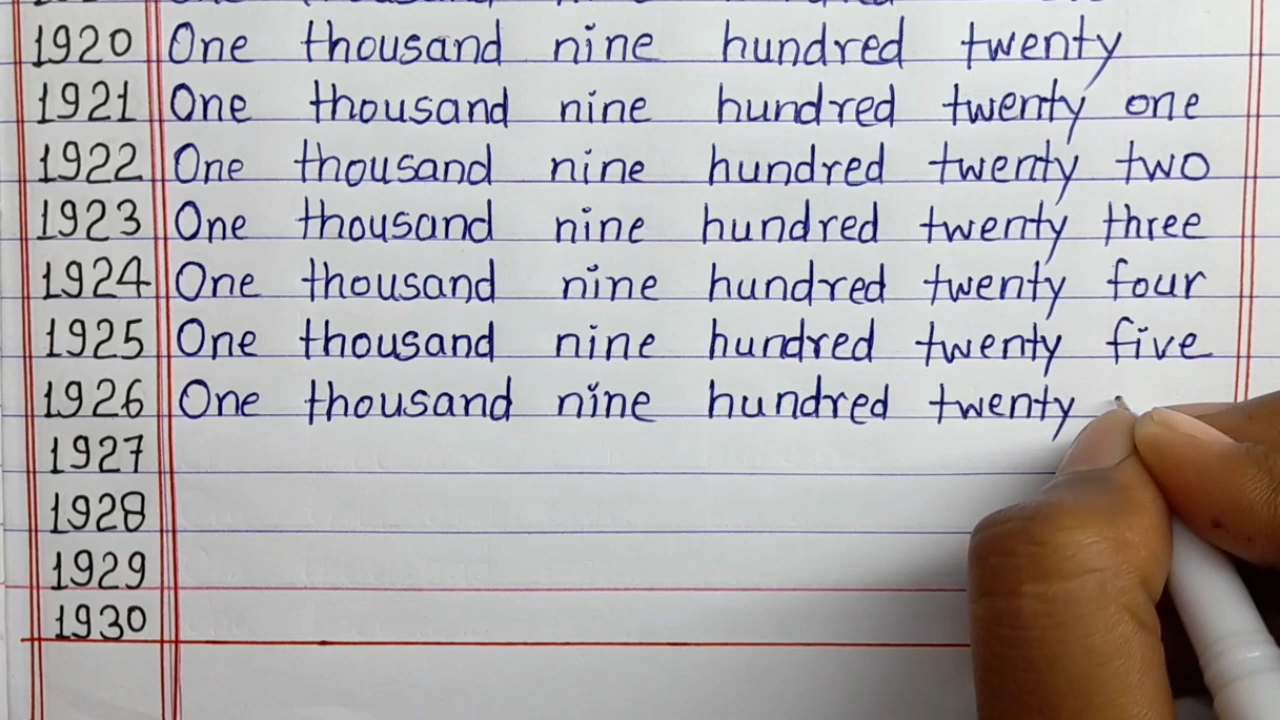 1920 One thousand nine hundred twenty
1921 One thousand nine hundred twenty one
1922 One thousand nine hundred twenty two
1923 One thousand nine hundred twenty three
1924 One thousand nine hundred twenty four
1925 One thousand nine hundred twenty five
1926 One thousand nine hundred twenty
1927
1928
1929
1930